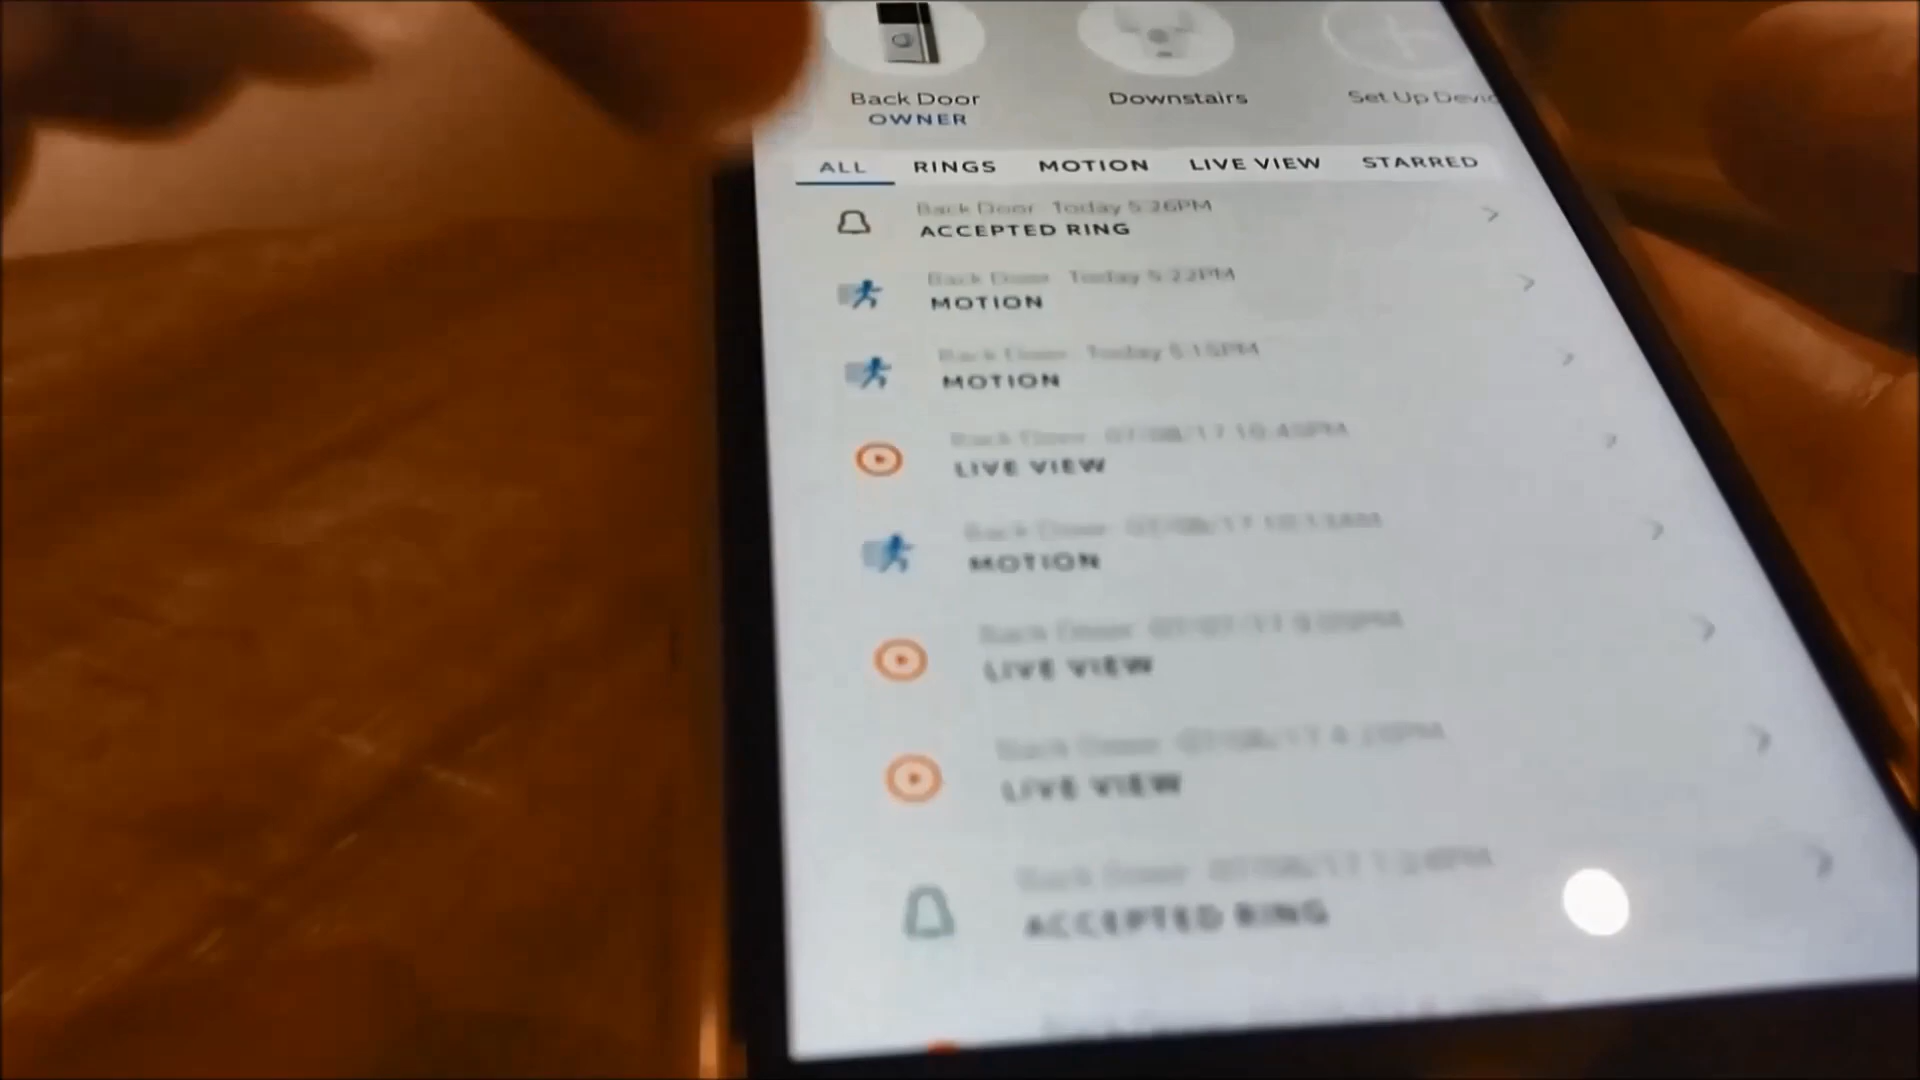 Back Door
OWNER
Downstairs
Set Up
ALL RINGS MOTION LIVE VIEW STARRED
Back Door Today 5:26PM
ACCEPTED RING
Back Door Today 5:22PM
MOTION
Back Door Today 5:15PM
MOTION
Back Door
LIVE VIEW
Back Door
MOTION
Back Door
LIVE VIEW
Back Door
LIVE VIEW
Back Door
ACCEPTED RING